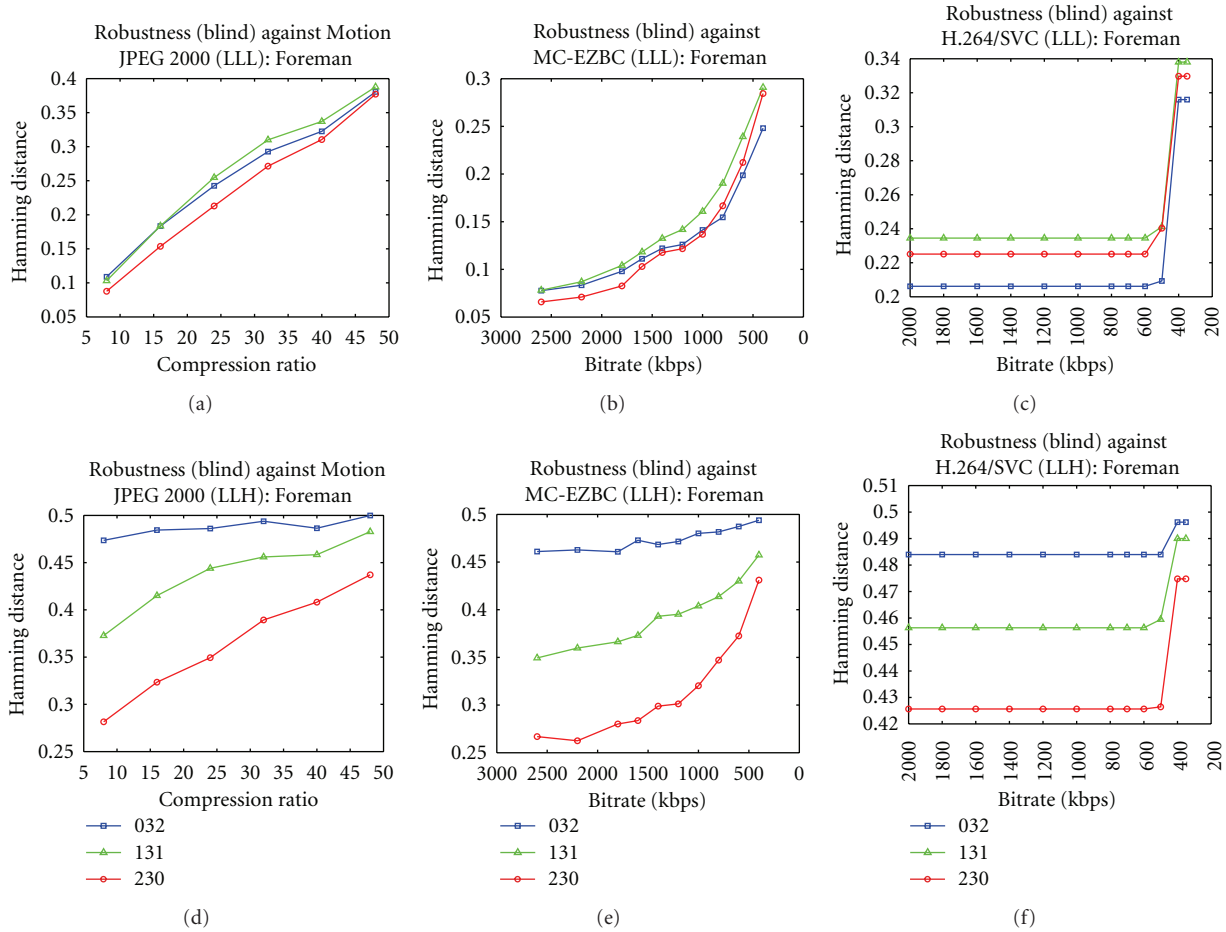 Robustness (blind) against Motion
JPEG 2000 (LLL): Foreman
Hamming distance
0.4
0.35
0.3
0.25
0.2
0.15
0.1
0.05
5 10 15 20 25 30 35 40 45 50
Compression ratio
(a)
Robustness (blind) against
MC-EZBC (LLL): Foreman
Hamming distance
0.3
0.25
0.2
0.15
0.1
0.05
3000 2500 2000 1500 1000 500 0
Bitrate (kbps)
(b)
Robustness (blind) against
H.264/SVC (LLL): Foreman
Hamming distance
0.34
0.32
0.3
0.28
0.26
0.24
0.22
0.2
2000 1800 1600 1400 1200 1000 800 600 400 200
Bitrate (kbps)
(c)
Robustness (blind) against Motion
JPEG 2000 (LLH): Foreman
Hamming distance
0.5
0.45
0.4
0.35
0.3
0.25
5 10 15 20 25 30 35 40 45 50
Compression ratio
032
131
230
(d)
Robustness (blind) against
MC-EZBC (LLH): Foreman
Hamming distance
0.5
0.45
0.4
0.35
0.3
0.25
3000 2500 2000 1500 1000 500 0
Bitrate (kbps)
032
131
230
(e)
Robustness (blind) against
H.264/SVC (LLH): Foreman
Hamming distance
0.51
0.5
0.49
0.48
0.47
0.46
0.45
0.44
0.43
0.42
2000 1800 1600 1400 1200 1000 800 600 400 200
Bitrate (kbps)
032
131
230
(f)